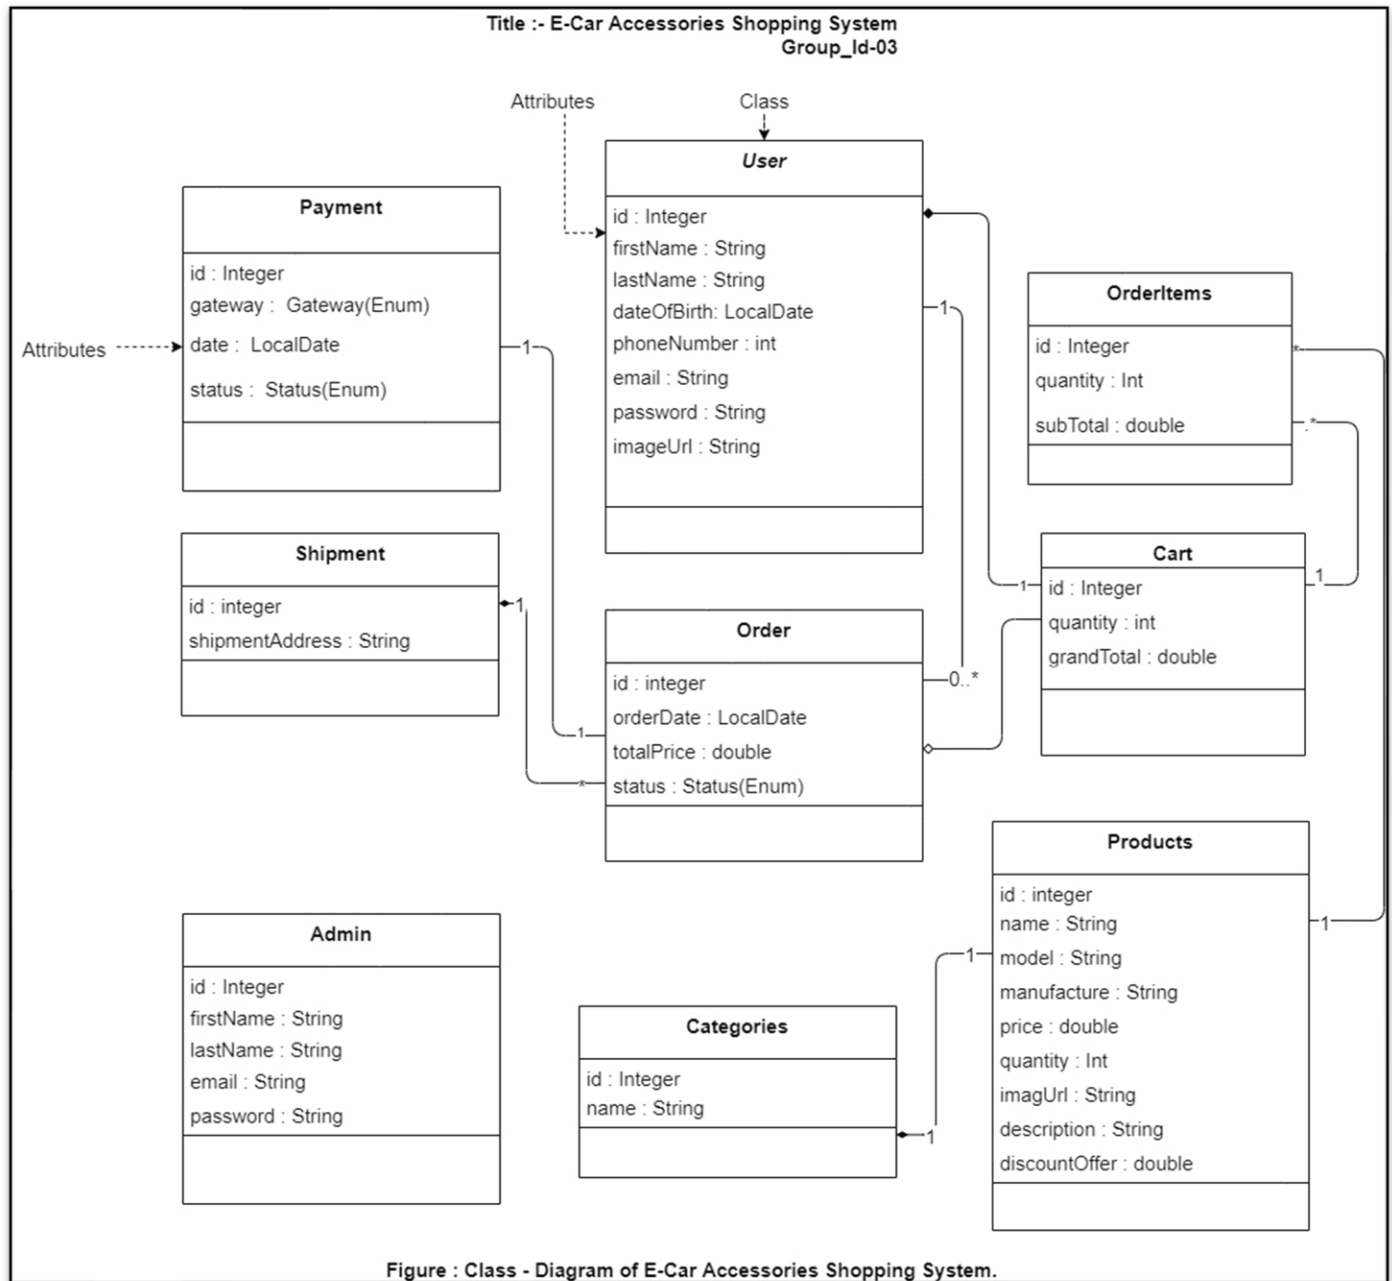 Title :- E-Car Accessories Shopping System
Group_Id-03
Attributes
Class
User
id : Integer
firstName : String
lastName : String
dateOfBirth: LocalDate
phoneNumber : int
email : String
password : String
imageUrl : String
1
Payment
id : Integer
gateway : Gateway(Enum)
date : LocalDate
status : Status(Enum)
Attributes
1
OrderItems
id : Integer
quantity : Int
subTotal : double
*
.*
Shipment
id : integer
shipmentAddress : String
1
Cart
id : Integer
quantity : int
grandTotal : double
1
1
Order
id : integer
orderDate : LocalDate
totalPrice : double
status : Status(Enum)
0..*
1
*
Products
id : integer
name : String
model : String
manufacture : String
price : double
quantity : Int
imagUrl : String
description : String
discountOffer : double
1
1
Admin
id : Integer
firstName : String
lastName : String
email : String
password : String
Categories
id : Integer
name : String
1
Figure : Class - Diagram of E-Car Accessories Shopping System.